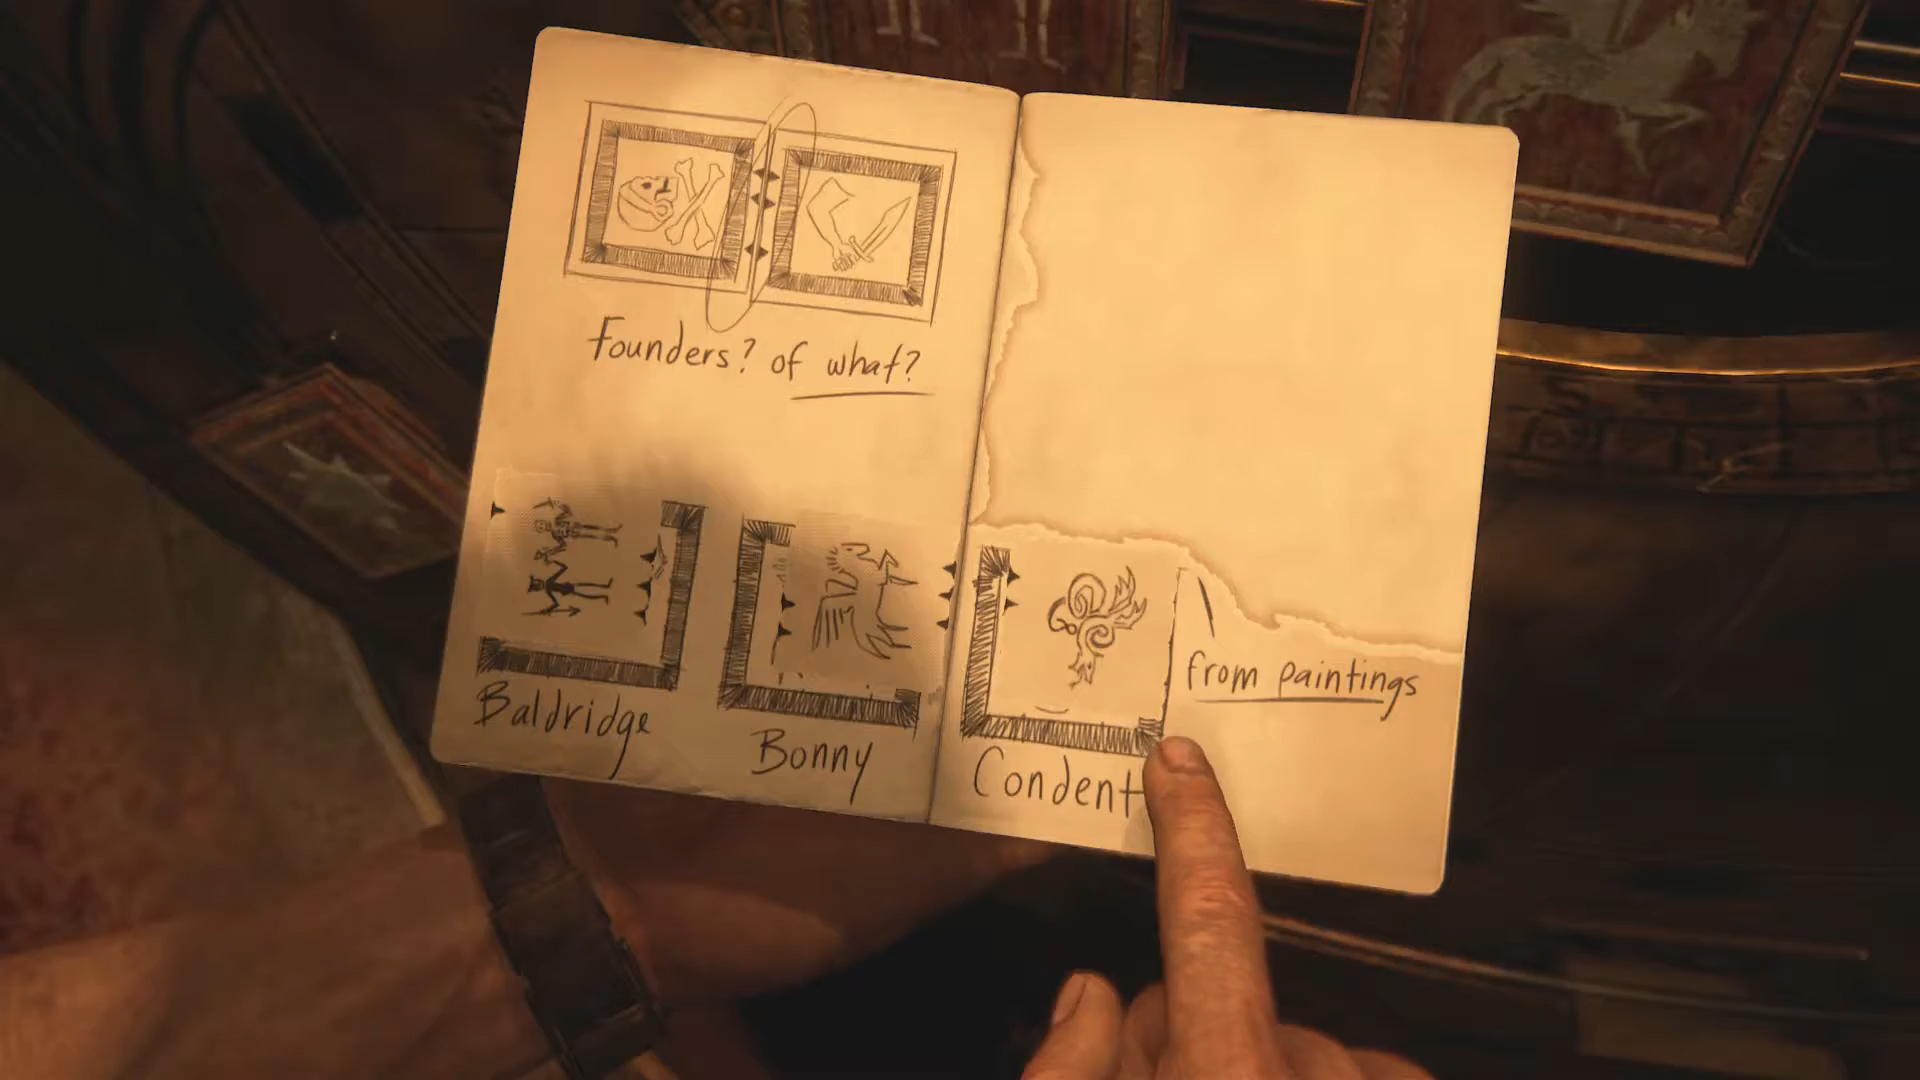 Founders? of what?
Baldridge
Bonny
Condent
from paintings